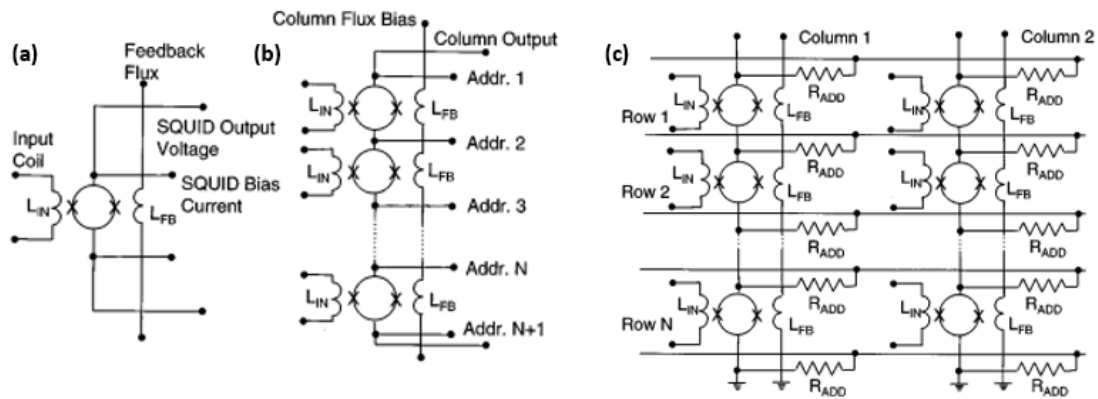 (a)
Feedback
Flux
Input
Coil
SQUID Output
Voltage
SQUID Bias
Current
L_IN
L_FB
(b)
Column Flux Bias
Column Output
Addr. 1
L_IN
L_FB
Addr. 2
L_IN
L_FB
Addr. 3
Addr. N
L_IN
L_FB
Addr. N+1
(c)
Column 1
Column 2
R_ADD
R_ADD
L_IN
L_FB
L_IN
L_FB
Row 1
R_ADD
R_ADD
L_IN
L_FB
L_IN
L_FB
Row 2
R_ADD
R_ADD
R_ADD
R_ADD
L_IN
L_FB
L_IN
L_FB
Row N
R_ADD
R_ADD